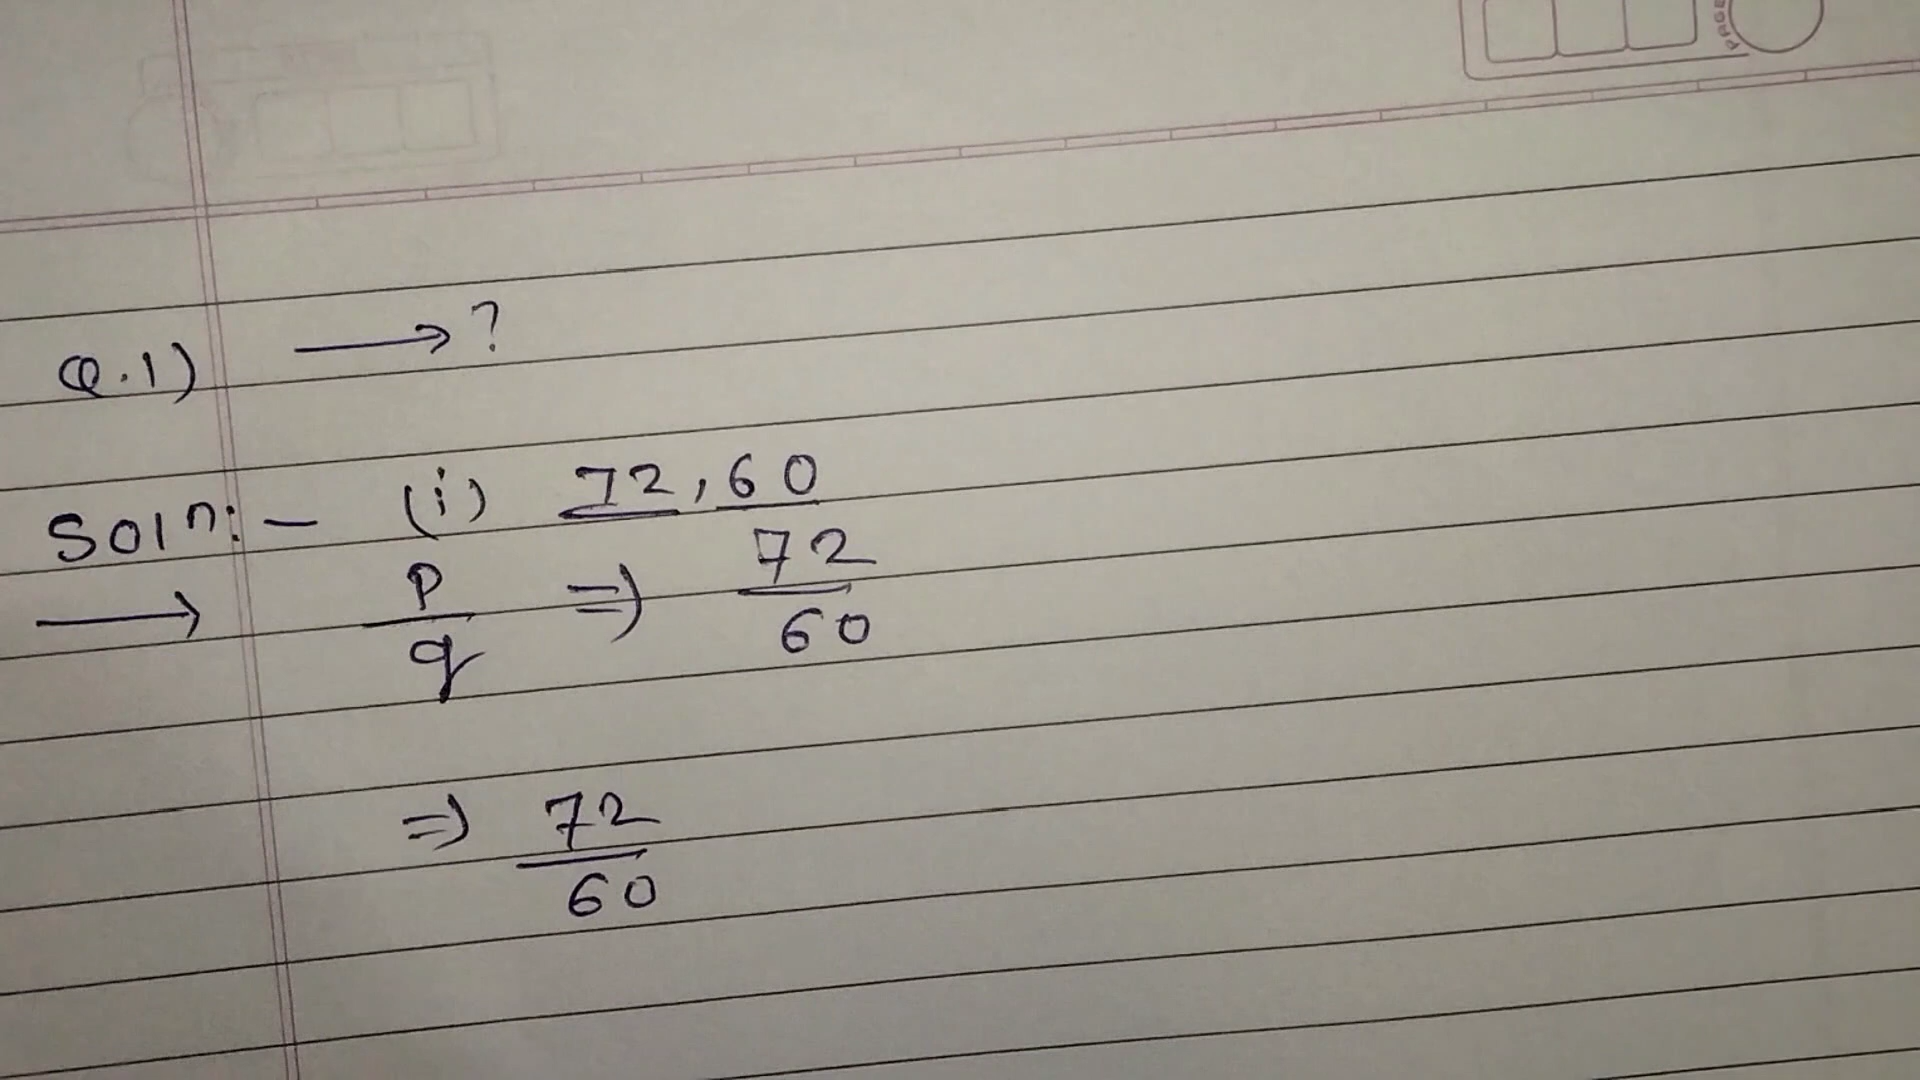 Q.1) → ?
Soln:- (i) 72, 60
→ p/q ⇒ 72/60
⇒ 72/60